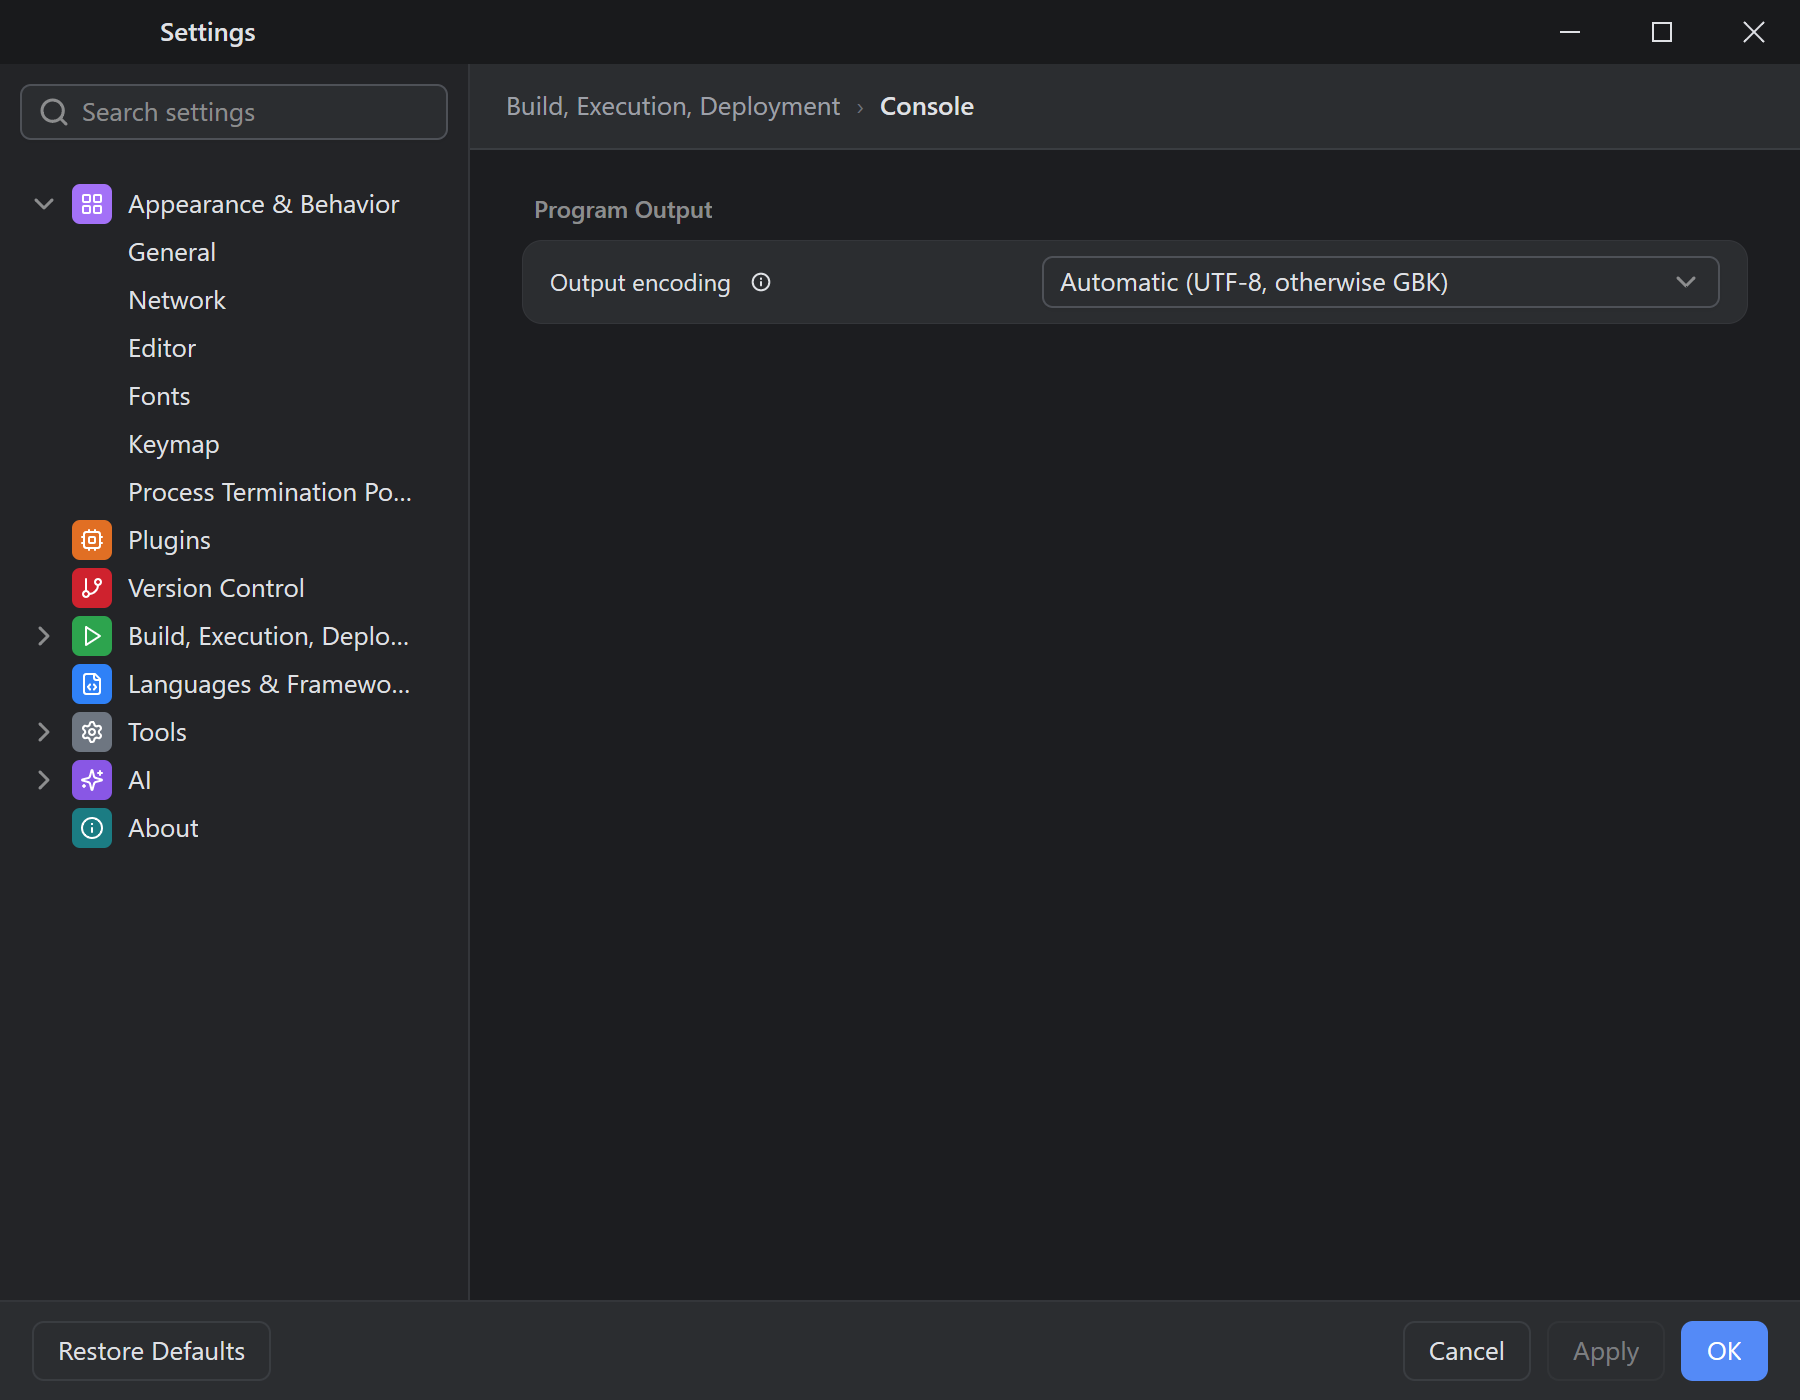 Settings
Search settings
Appearance & Behavior
General
Network
Editor
Fonts
Keymap
Process Termination Po...
Plugins
Version Control
Build, Execution, Deplo...
Languages & Framewo...
Tools
AI
About
Build, Execution, Deployment › Console
Program Output
Output encoding
Automatic (UTF-8, otherwise GBK)
Restore Defaults
Cancel
Apply
OK